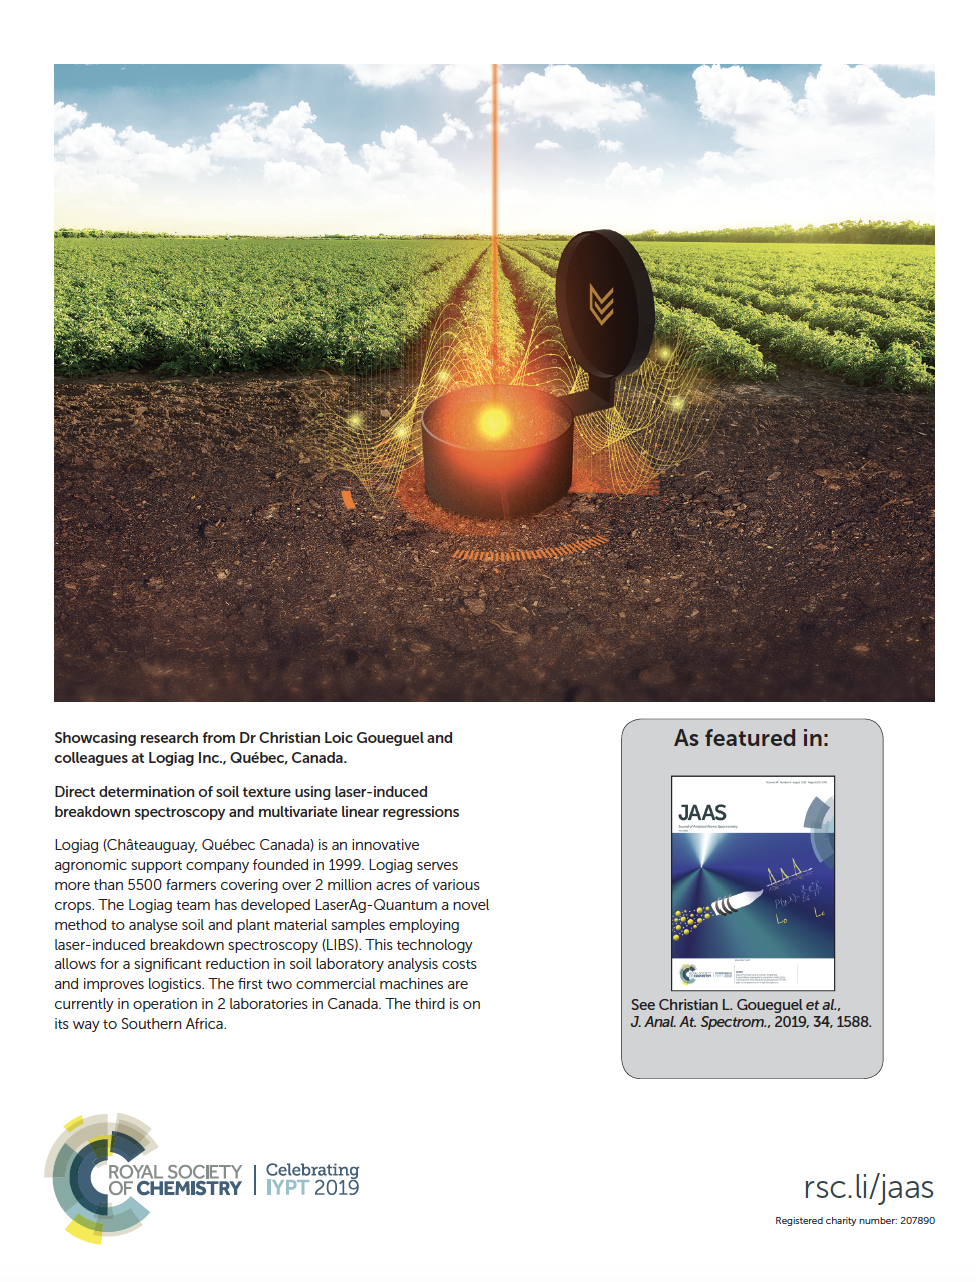 Showcasing research from Dr Christian Loic Goueguel and
colleagues at Logiag Inc., Québec, Canada.
Direct determination of soil texture using laser-induced
breakdown spectroscopy and multivariate linear regressions
Logiag (Châteauguay, Québec Canada) is an innovative
agronomic support company founded in 1999. Logiag serves
more than 5500 farmers covering over 2 million acres of various
crops. The Logiag team has developed LaserAg-Quantum a novel
method to analyse soil and plant material samples employing
laser-induced breakdown spectroscopy (LIBS). This technology
allows for a significant reduction in soil laboratory analysis costs
and improves logistics. The first two commercial machines are
currently in operation in 2 laboratories in Canada. The third is on
its way to Southern Africa.
As featured in:
JAAS
Journal of Analytical Atomic Spectrometry
See Christian L. Goueguel et al.,
J. Anal. At. Spectrom., 2019, 34, 1588.
ROYAL SOCIETY
OF CHEMISTRY
Celebrating
IYPT 2019
rsc.li/jaas
Registered charity number: 207890